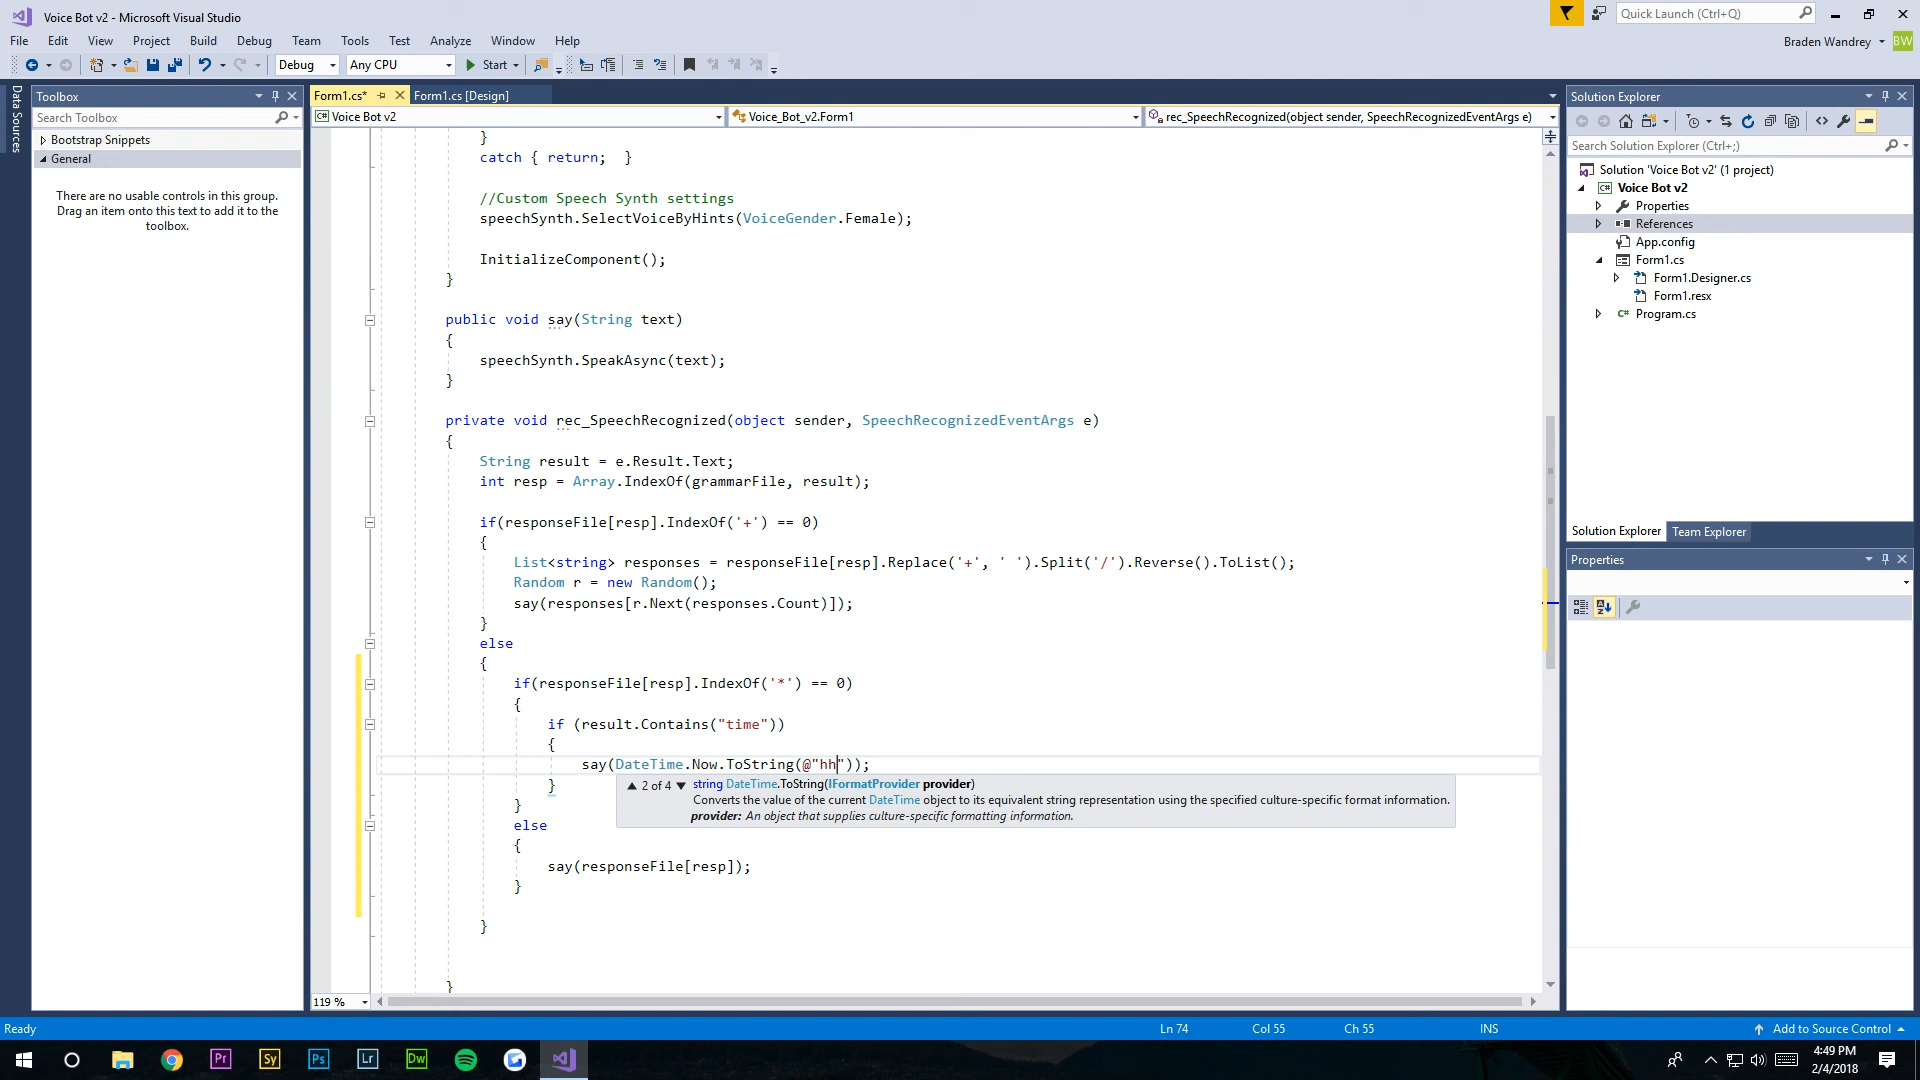 Voice Bot v2 - Microsoft Visual Studio
Quick Launch (Ctrl+Q)
File Edit View Project Build Debug Team Tools Test Analyze Window Help
Braden Wandrey BW
Debug Any CPU Start
Data Sources
Toolbox
Search Toolbox
Bootstrap Snippets
General
There are no usable controls in this group.
Drag an item onto this text to add it to the
toolbox.
Form1.cs* Form1.cs [Design]
C# Voice Bot v2 Voice_Bot_v2.Form1 rec_SpeechRecognized(object sender, SpeechRecognizedEventArgs e)
}
catch { return; }
//Custom Speech Synth settings
speechSynth.SelectVoiceByHints(VoiceGender.Female);
InitializeComponent();
}
public void say(String text)
{
speechSynth.SpeakAsync(text);
}
private void rec_SpeechRecognized(object sender, SpeechRecognizedEventArgs e)
{
String result = e.Result.Text;
int resp = Array.IndexOf(grammarFile, result);
if(responseFile[resp].IndexOf('+') == 0)
{
List<string> responses = responseFile[resp].Replace('+', ' ').Split('/').Reverse().ToList();
Random r = new Random();
say(responses[r.Next(responses.Count)]);
}
else
{
if(responseFile[resp].IndexOf('*') == 0)
{
if (result.Contains("time"))
{
say(DateTime.Now.ToString(@"hh"));
}
2 of 4 string DateTime.ToString(IFormatProvider provider)
Converts the value of the current DateTime object to its equivalent string representation using the specified culture-specific format information.
provider: An object that supplies culture-specific formatting information.
}
else
{
say(responseFile[resp]);
}
}
}
119 %
Solution Explorer
Search Solution Explorer (Ctrl+;)
Solution 'Voice Bot v2' (1 project)
C# Voice Bot v2
Properties
References
App.config
Form1.cs
Form1.Designer.cs
Form1.resx
C# Program.cs
Solution Explorer Team Explorer
Properties
Ready Ln 74 Col 55 Ch 55 INS Add to Source Control
Pr Sy Ps Lr Dw
4:49 PM
2/4/2018